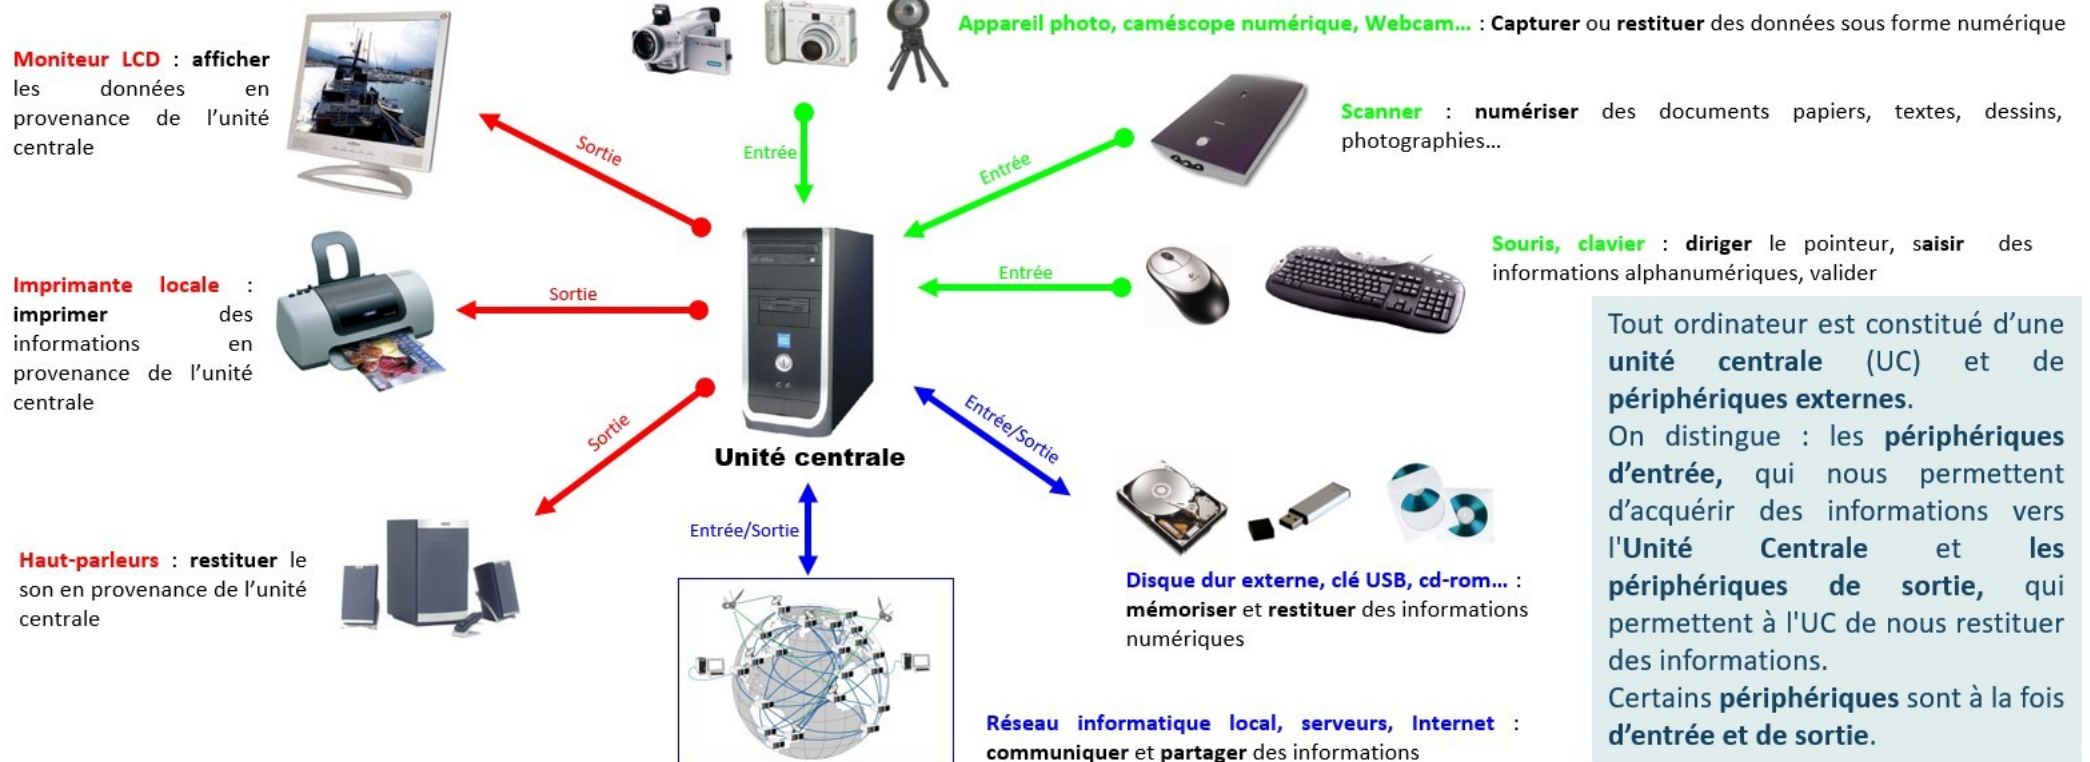 Appareil photo, caméscope numérique, Webcam... : Capturer ou restituer des données sous forme numérique
Moniteur LCD : afficher
les données en
provenance de l'unité
centrale
Sortie
Entrée
Entrée
Scanner : numériser des documents papiers, textes, dessins,
photographies...
Imprimante locale :
imprimer des
informations en
provenance de l'unité
centrale
Sortie
Entrée
Souris, clavier : diriger le pointeur, saisir des
informations alphanumériques, valider
Sortie
Unité centrale
Entrée/Sortie
Entrée/Sortie
Haut-parleurs : restituer le
son en provenance de l'unité
centrale
Disque dur externe, clé USB, cd-rom... :
mémoriser et restituer des informations
numériques
Réseau informatique local, serveurs, Internet :
communiquer et partager des informations
Tout ordinateur est constitué d'une
unité centrale (UC) et de
périphériques externes.
On distingue : les périphériques
d'entrée, qui nous permettent
d'acquérir des informations vers
l'Unité Centrale et les
périphériques de sortie, qui
permettent à l'UC de nous restituer
des informations.
Certains périphériques sont à la fois
d'entrée et de sortie.